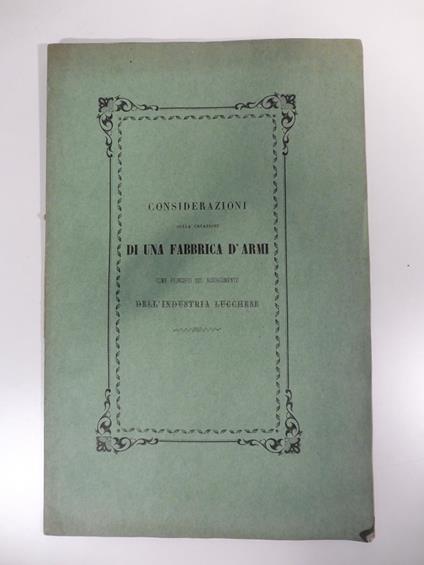 CONSIDERAZIONI
SULLA CREAZIONE
DI UNA FABBRICA D'ARMI
COME PRINCIPIO DEL RISORGIMENTO
DELL'INDUSTRIA LUCCHESE